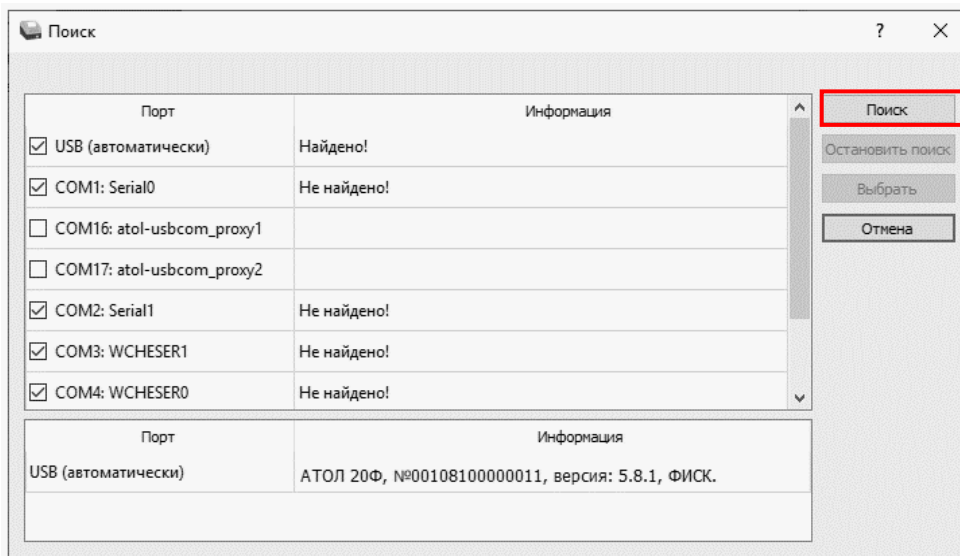 Поиск
?
Порт Информация
USB (автоматически) Найдено!
COM1: Serial0 Не найдено!
COM16: atol-usbcom_proxy1
COM17: atol-usbcom_proxy2
COM2: Serial1 Не найдено!
COM3: WCHESER1 Не найдено!
COM4: WCHESER0 Не найдено!
Порт Информация
USB (автоматически) АТОЛ 20Ф, №00108100000011, версия: 5.8.1, ФИСК.
Поиск
Остановить поиск
Выбрать
Отмена